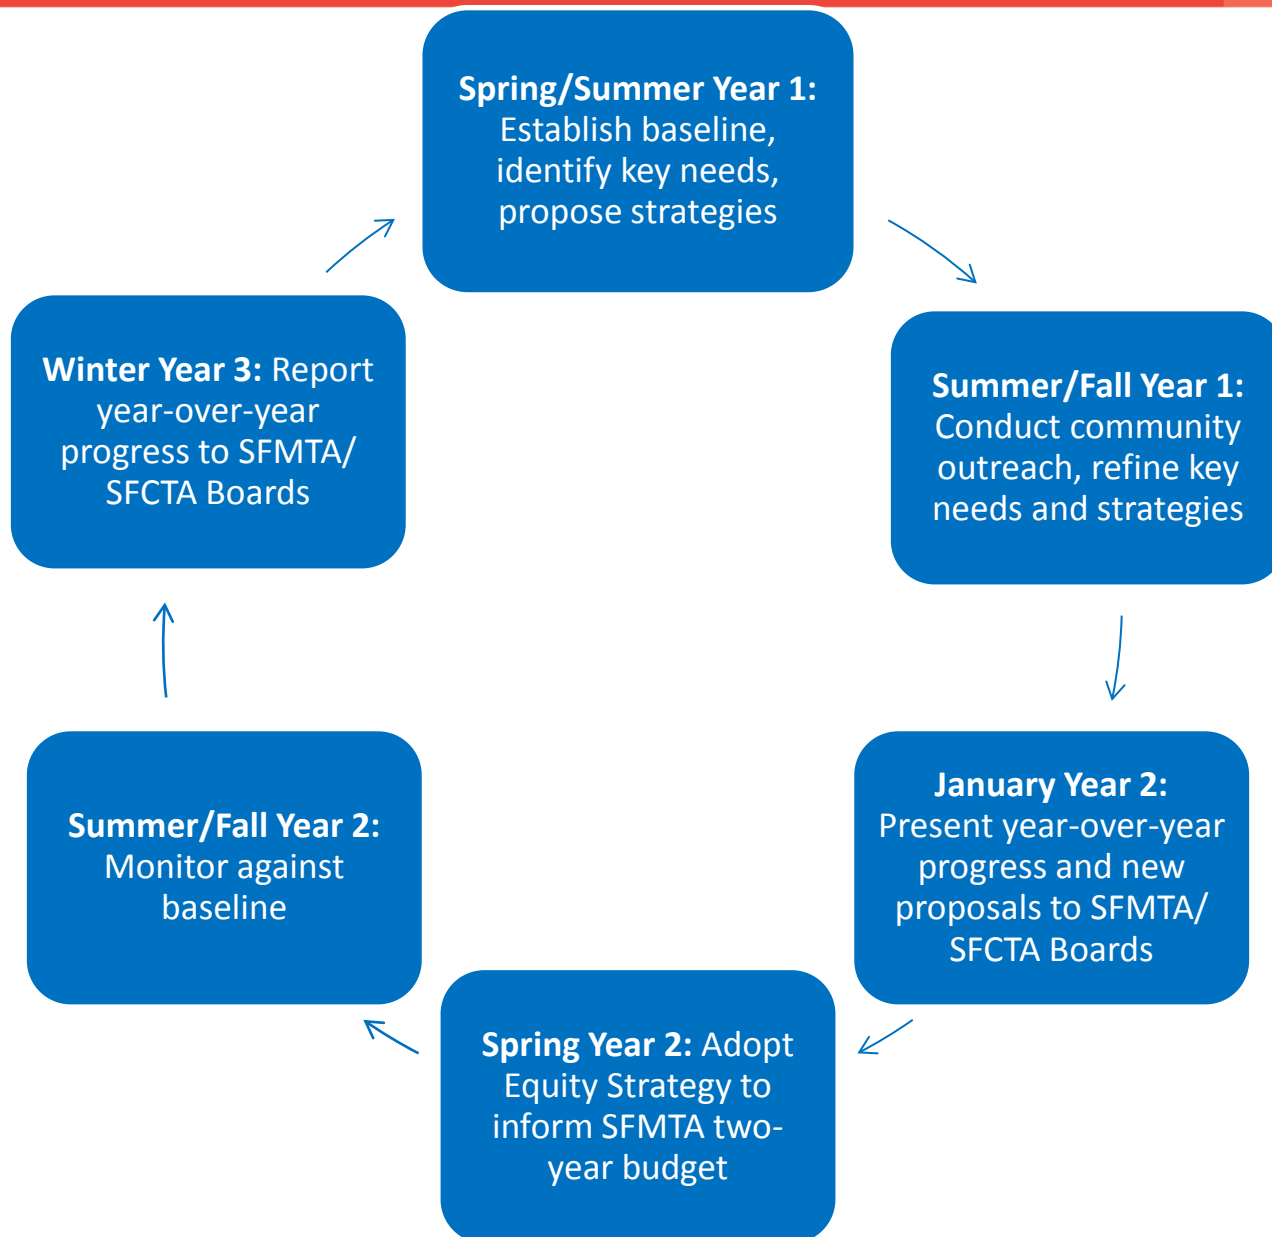 Spring/Summer Year 1:
Establish baseline,
identify key needs,
propose strategies
Summer/Fall Year 1:
Conduct community
outreach, refine key
needs and strategies
January Year 2:
Present year-over-year
progress and new
proposals to SFMTA/
SFCTA Boards
Spring Year 2: Adopt
Equity Strategy to
inform SFMTA two-
year budget
Summer/Fall Year 2:
Monitor against
baseline
Winter Year 3: Report
year-over-year
progress to SFMTA/
SFCTA Boards